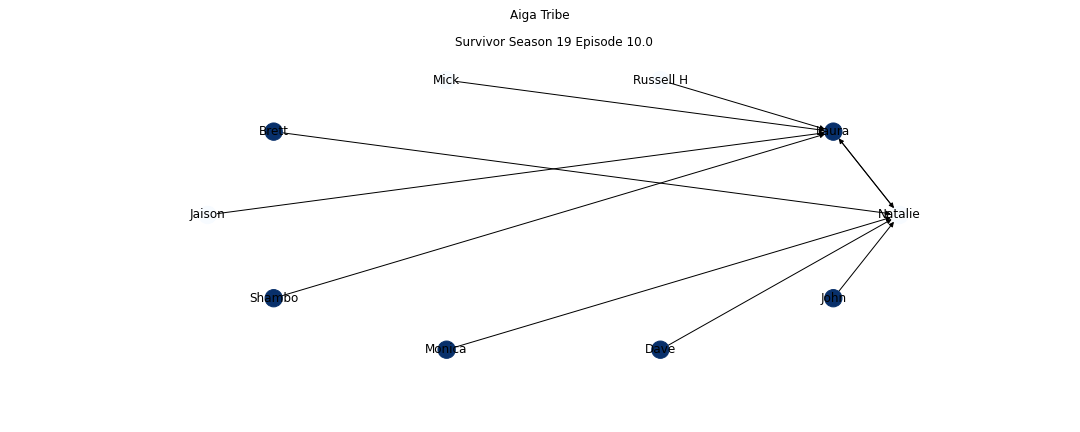 Aiga Tribe
Survivor Season 19 Episode 10.0
Mick
Russell H
Brett
Laura
Jaison
Natalie
Shambo
John
Monica
Dave